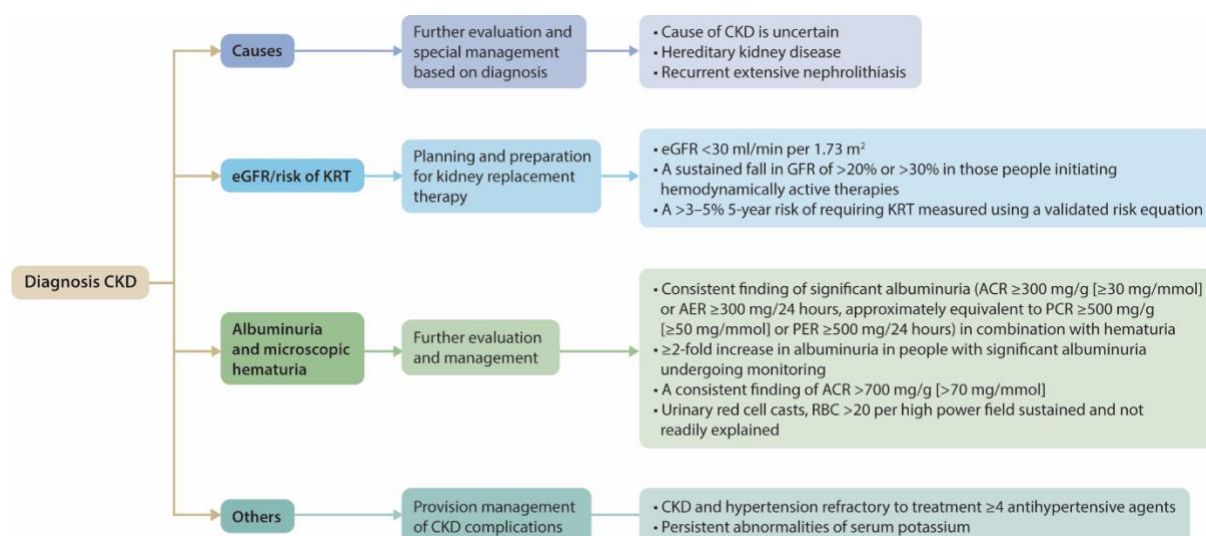 Causes
Further evaluation and
special management
based on diagnosis
• Cause of CKD is uncertain
• Hereditary kidney disease
• Recurrent extensive nephrolithiasis
eGFR/risk of KRT
Planning and preparation
for kidney replacement
therapy
• eGFR <30 ml/min per 1.73 m²
• A sustained fall in GFR of >20% or >30% in those people initiating
hemodynamically active therapies
• A >3–5% 5-year risk of requiring KRT measured using a validated risk equation
Diagnosis CKD
Albuminuria
and microscopic
hematuria
Further evaluation
and management
• Consistent finding of significant albuminuria (ACR ≥300 mg/g [≥30 mg/mmol]
or AER ≥300 mg/24 hours, approximately equivalent to PCR ≥500 mg/g
[≥50 mg/mmol] or PER ≥500 mg/24 hours) in combination with hematuria
• ≥2-fold increase in albuminuria in people with significant albuminuria
undergoing monitoring
• A consistent finding of ACR >700 mg/g [>70 mg/mmol]
• Urinary red cell casts, RBC >20 per high power field sustained and not
readily explained
Others
Provision management
of CKD complications
• CKD and hypertension refractory to treatment ≥4 antihypertensive agents
• Persistent abnormalities of serum potassium